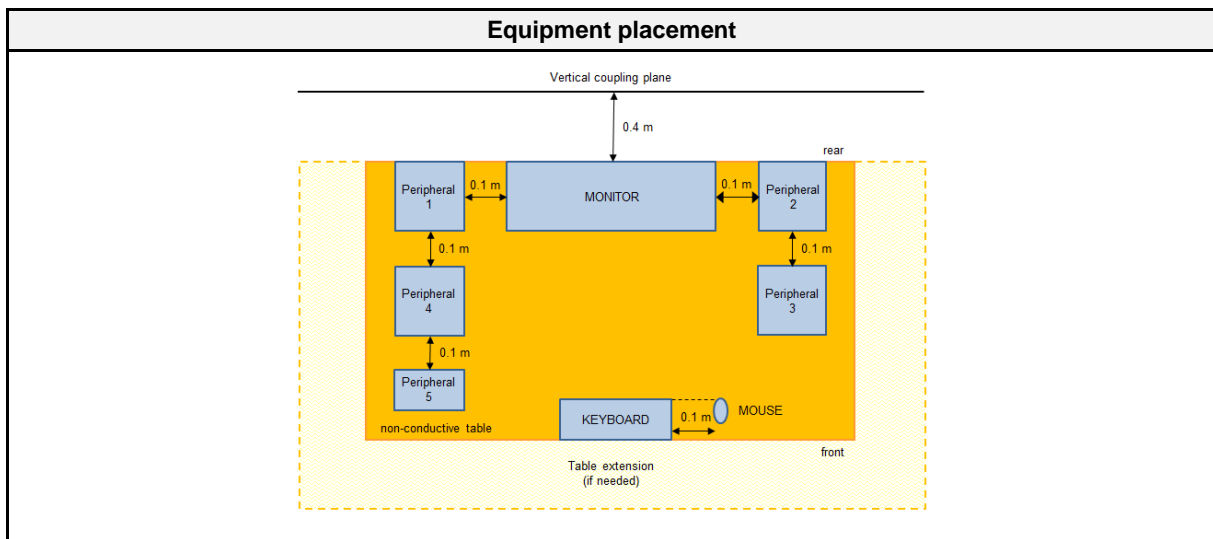 Equipment placement
Vertical coupling plane
0.4 m
rear
Peripheral
1
0.1 m
MONITOR
0.1 m
Peripheral
2
0.1 m
0.1 m
Peripheral
4
Peripheral
3
0.1 m
Peripheral
5
KEYBOARD
0.1 m
MOUSE
non-conductive table
front
Table extension
(if needed)